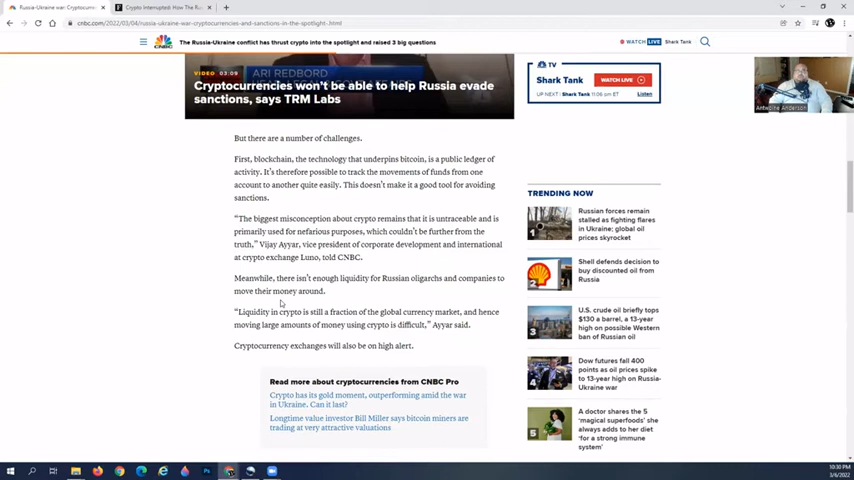 Russia-Ukraine war: Cryptocurr
Crypto Interrupted: How The Ru
cnbc.com/2022/03/04/russia-ukraine-war-cryptocurrencies-and-sanctions-in-the-spotlight.html
CNBC
The Russia-Ukraine conflict has thrust crypto into the spotlight and raised 3 big questions
WATCH LIVE Shark Tank
VIDEO 03:09
ARI REDBORD
Cryptocurrencies won't be able to help Russia evade
sanctions, says TRM Labs
TV
Shark Tank
WATCH LIVE
UP NEXT | Shark Tank 11:06 pm ET
Listen
Antwoine Anderson
But there are a number of challenges.
First, blockchain, the technology that underpins bitcoin, is a public ledger of
activity. It's therefore possible to track the movements of funds from one
account to another quite easily. This doesn't make it a good tool for avoiding
sanctions.
"The biggest misconception about crypto remains that it is untraceable and is
primarily used for nefarious purposes, which couldn't be further from the
truth," Vijay Ayyar, vice president of corporate development and international
at crypto exchange Luno, told CNBC.
Meanwhile, there isn't enough liquidity for Russian oligarchs and companies to
move their money around.
"Liquidity in crypto is still a fraction of the global currency market, and hence
moving large amounts of money using crypto is difficult," Ayyar said.
Cryptocurrency exchanges will also be on high alert.
Read more about cryptocurrencies from CNBC Pro
Crypto has its gold moment, outperforming amid the war
in Ukraine. Can it last?
Longtime value investor Bill Miller says bitcoin miners are
trading at very attractive valuations
TRENDING NOW
1
Russian forces remain
stalled as fighting flares
in Ukraine; global oil
prices skyrocket
2
Shell defends decision to
buy discounted oil from
Russia
3
U.S. crude oil briefly tops
$130 a barrel, a 13-year
high on possible Western
ban of Russian oil
4
Dow futures fall 400
points as oil prices spike
to 13-year high on Russia-
Ukraine war
5
A doctor shares the 5
'magical superfoods' she
always adds to her diet
'for a strong immune
system'
10:30 PM
3/6/2022